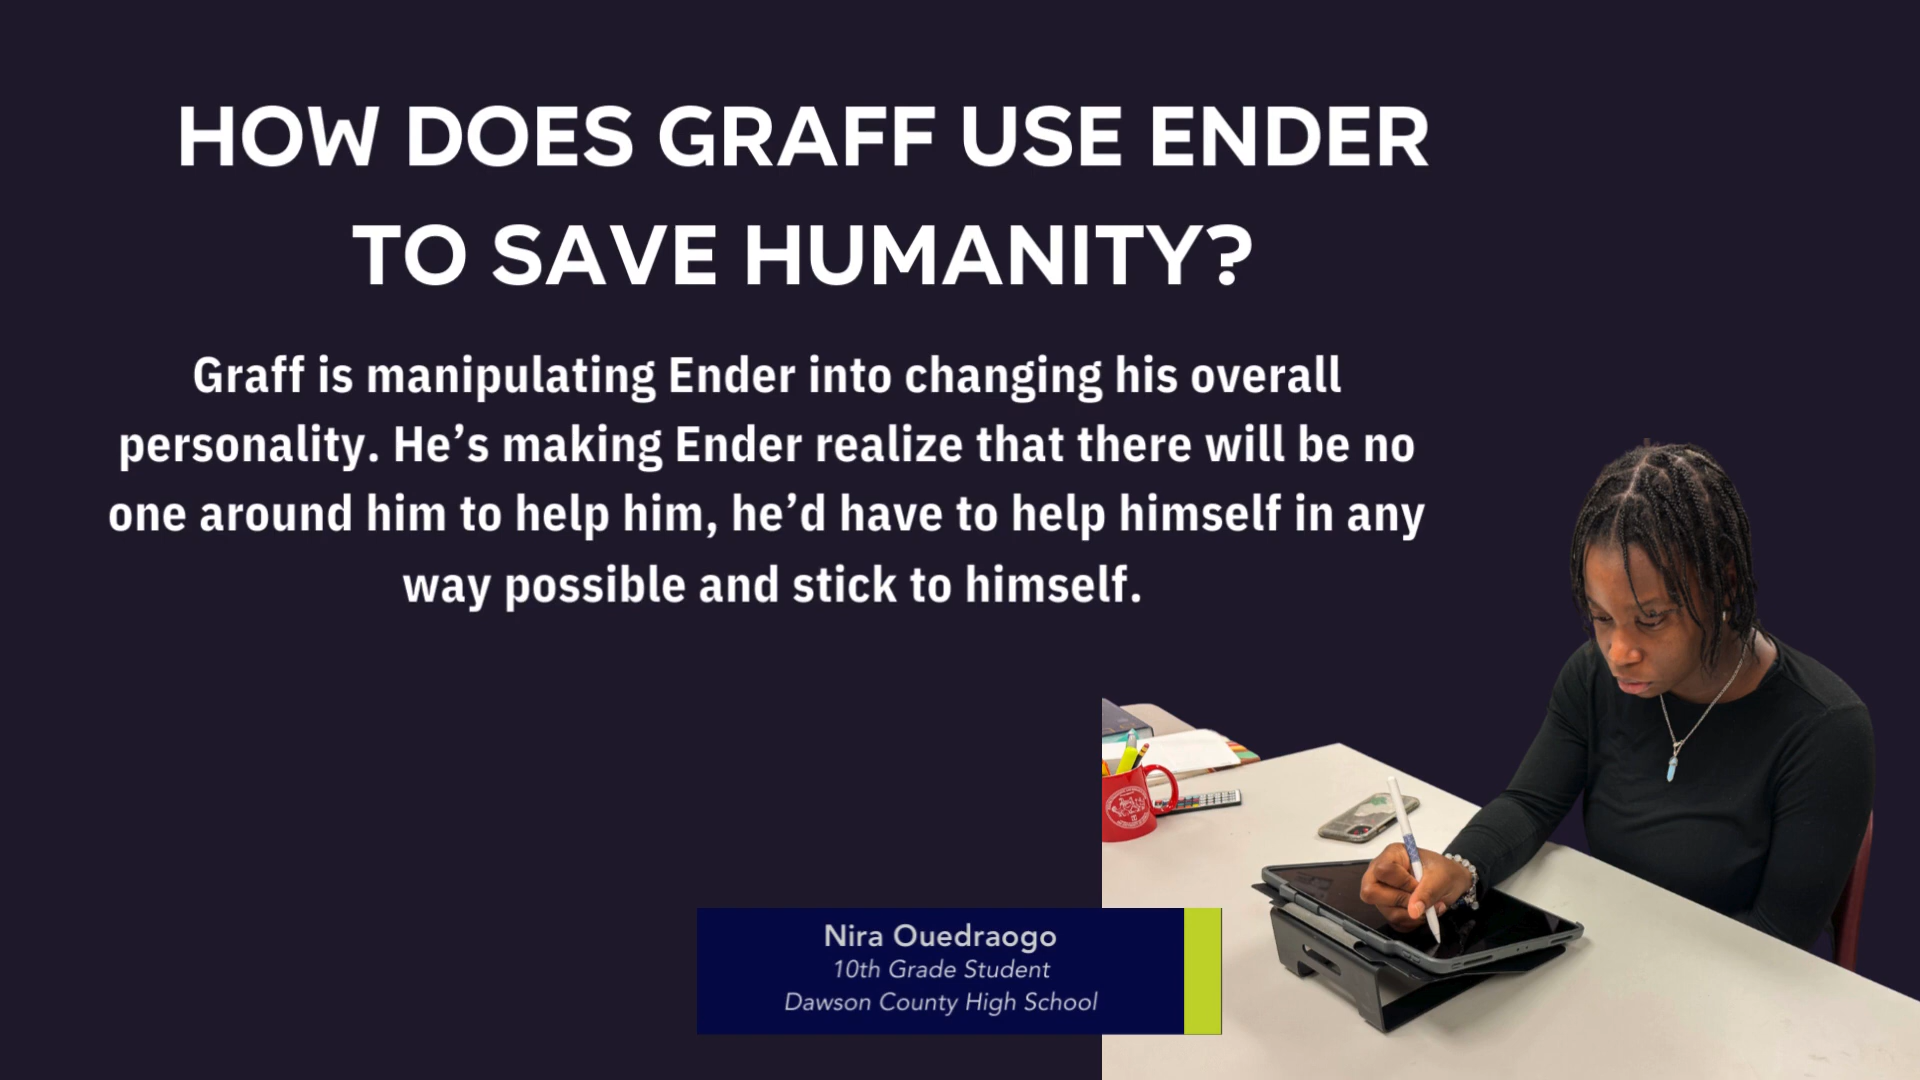 HOW DOES GRAFF USE ENDER
TO SAVE HUMANITY?
Graff is manipulating Ender into changing his overall
personality. He’s making Ender realize that there will be no
one around him to help him, he’d have to help himself in any
way possible and stick to himself.
Nira Ouedraogo
10th Grade Student
Dawson County High School